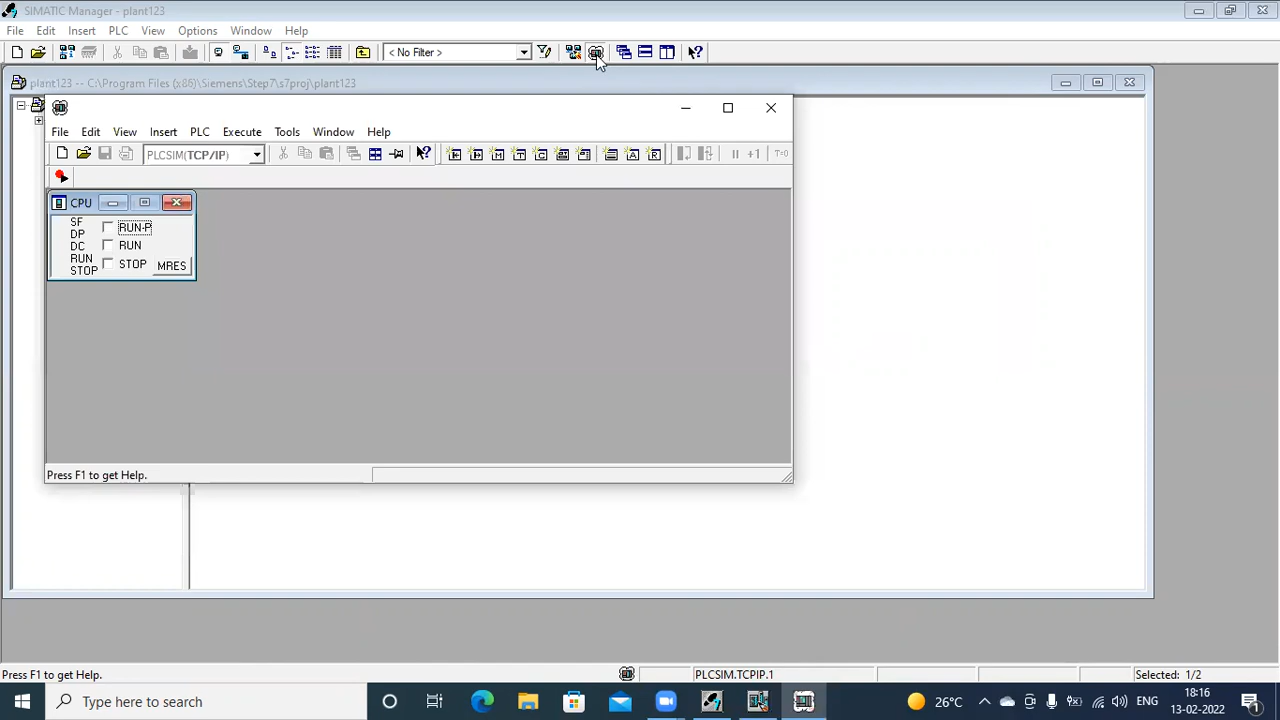 SIMATIC Manager - plant123
File Edit Insert PLC View Options Window Help
< No Filter >
plant123 -- C:\Program Files (x86)\Siemens\Step7\s7proj\plant123
File Edit View Insert PLC Execute Tools Window Help
PLCSIM(TCP/IP)
+1 T=0
CPU
SF
DP
DC
RUN
STOP
RUN-P
RUN
STOP
MRES
Press F1 to get Help.
Press F1 to get Help.
PLCSIM.TCPIP.1
Selected: 1/2
Type here to search
26°C
ENG
18:16
13-02-2022
1